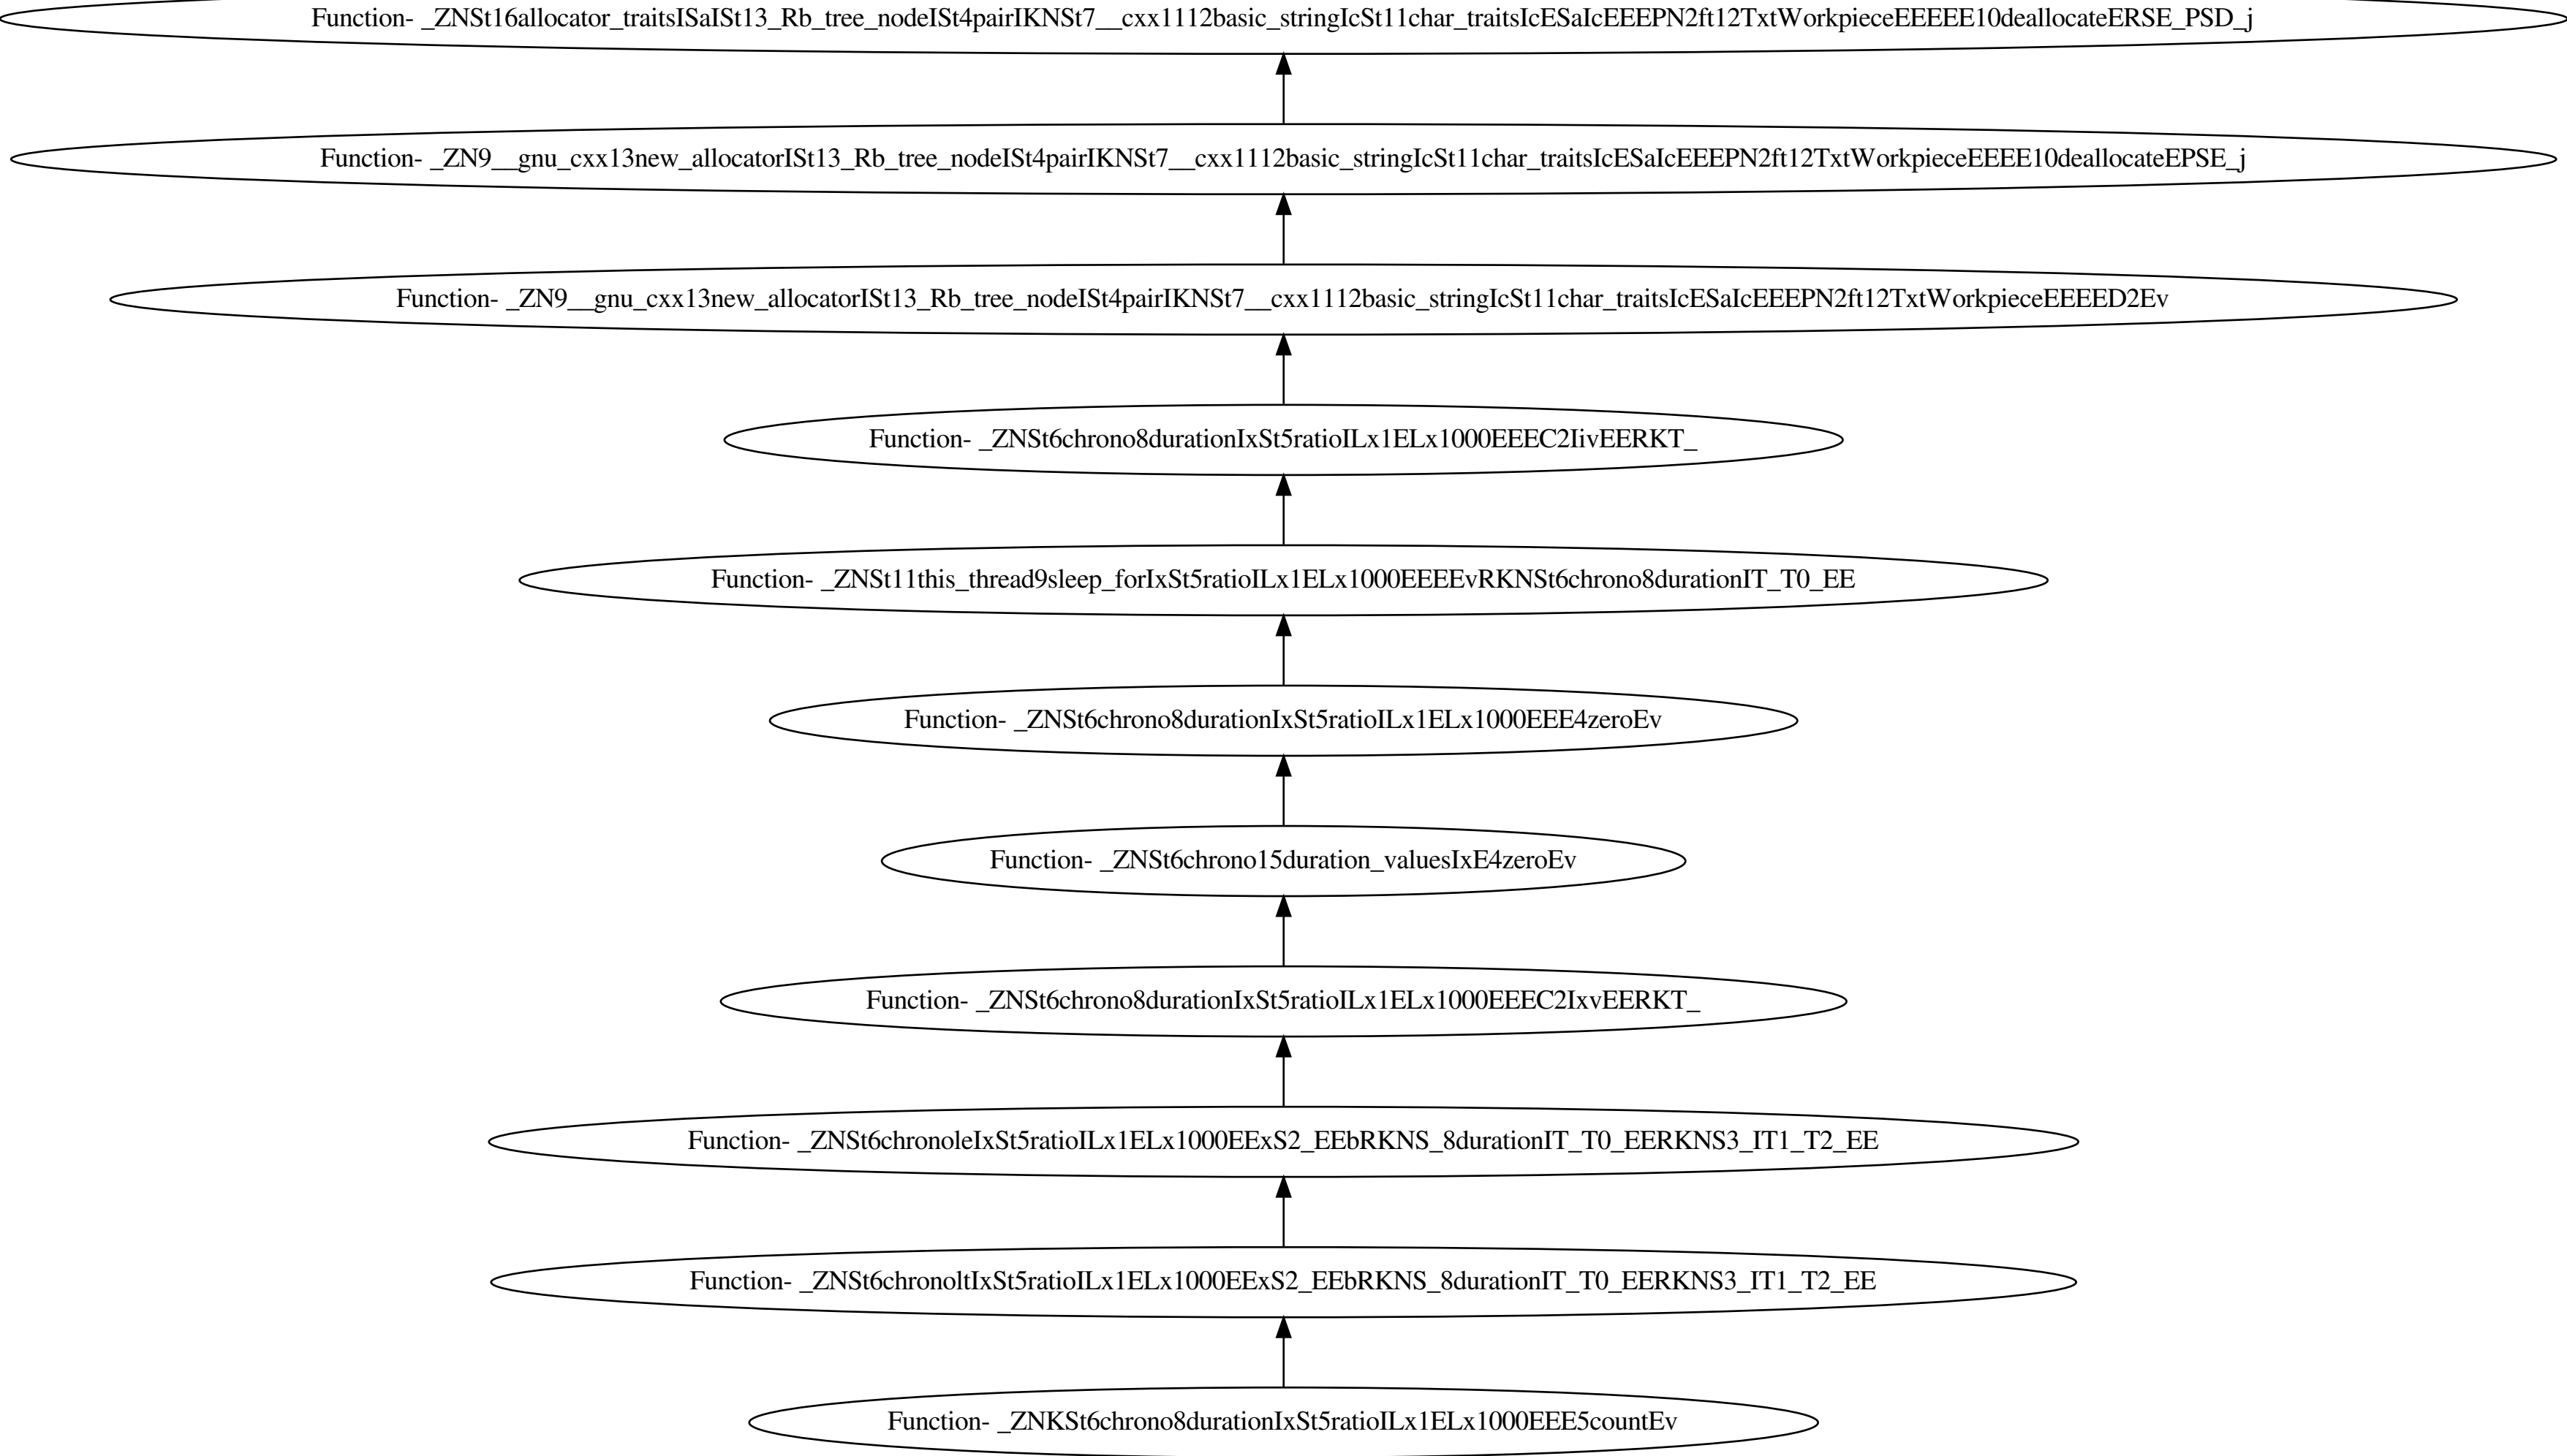 Function- _ZNSt16allocator_traitsISaISt13_Rb_tree_nodeISt4pairIKNSt7__cxx1112basic_stringIcSt11char_traitsIcESaIcEEEPN2ft12TxtWorkpieceEEEEE10deallocateERSE_PSD_j
Function- _ZN9__gnu_cxx13new_allocatorISt13_Rb_tree_nodeISt4pairIKNSt7__cxx1112basic_stringIcSt11char_traitsIcESaIcEEEPN2ft12TxtWorkpieceEEEE10deallocateEPSE_j
Function- _ZN9__gnu_cxx13new_allocatorISt13_Rb_tree_nodeISt4pairIKNSt7__cxx1112basic_stringIcSt11char_traitsIcESaIcEEEPN2ft12TxtWorkpieceEEEED2Ev
Function- _ZNSt6chrono8durationIxSt5ratioILx1ELx1000EEEC2IivEERKT_
Function- _ZNSt11this_thread9sleep_forIxSt5ratioILx1ELx1000EEEEvRKNSt6chrono8durationIT_T0_EE
Function- _ZNSt6chrono8durationIxSt5ratioILx1ELx1000EEE4zeroEv
Function- _ZNSt6chrono15duration_valuesIxE4zeroEv
Function- _ZNSt6chrono8durationIxSt5ratioILx1ELx1000EEEC2IxvEERKT_
Function- _ZNSt6chronoleIxSt5ratioILx1ELx1000EExS2_EEbRKNS_8durationIT_T0_EERKNS3_IT1_T2_EE
Function- _ZNSt6chronoltIxSt5ratioILx1ELx1000EExS2_EEbRKNS_8durationIT_T0_EERKNS3_IT1_T2_EE
Function- _ZNKSt6chrono8durationIxSt5ratioILx1ELx1000EEE5countEv